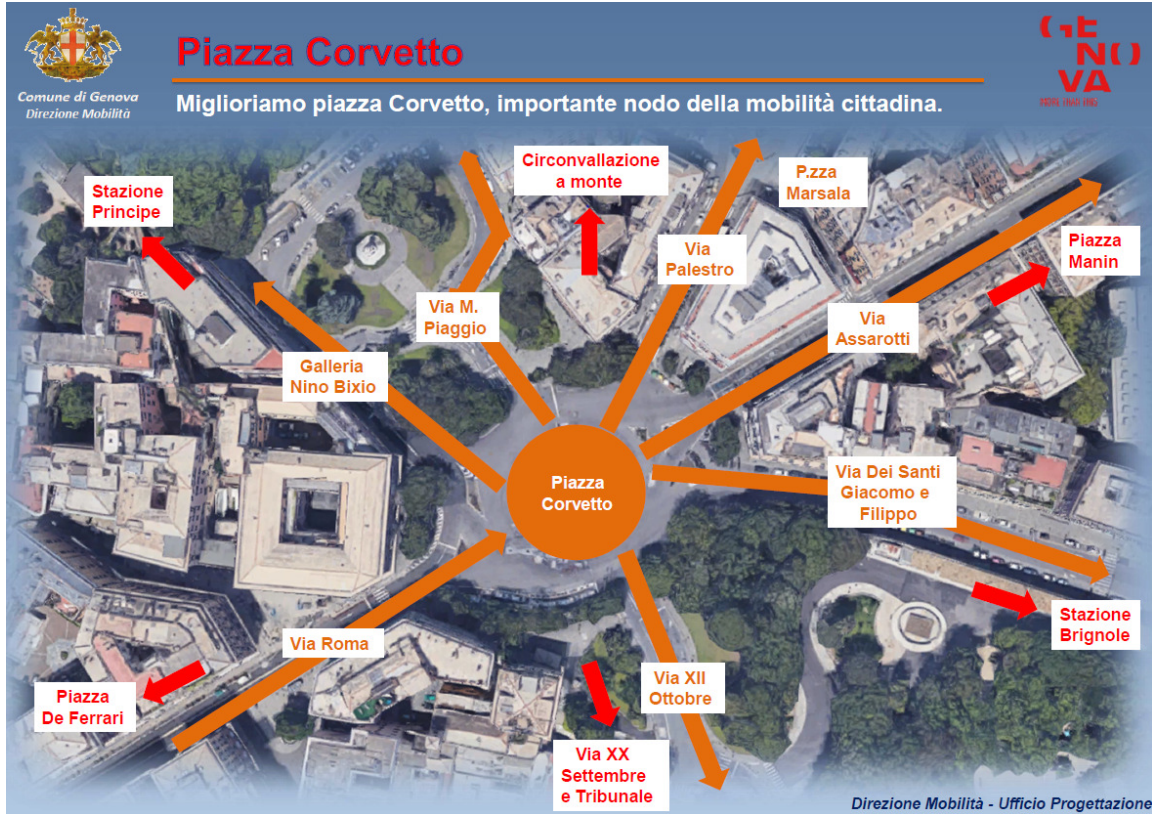 Piazza Corvetto
Comune di Genova
Direzione Mobilità
Miglioriamo piazza Corvetto, importante nodo della mobilità cittadina.
GE
NO
VA
Stazione
Principe
Circonvallazione
a monte
P.zza
Marsala
Via
Palestro
Piazza
Manin
Via M.
Piaggio
Via
Assarotti
Galleria
Nino Bixio
Piazza
Corvetto
Via Dei Santi
Giacomo e
Filippo
Via Roma
Stazione
Brignole
Piazza
De Ferrari
Via XII
Ottobre
Via XX
Settembre
e Tribunale
Direzione Mobilità - Ufficio Progettazione